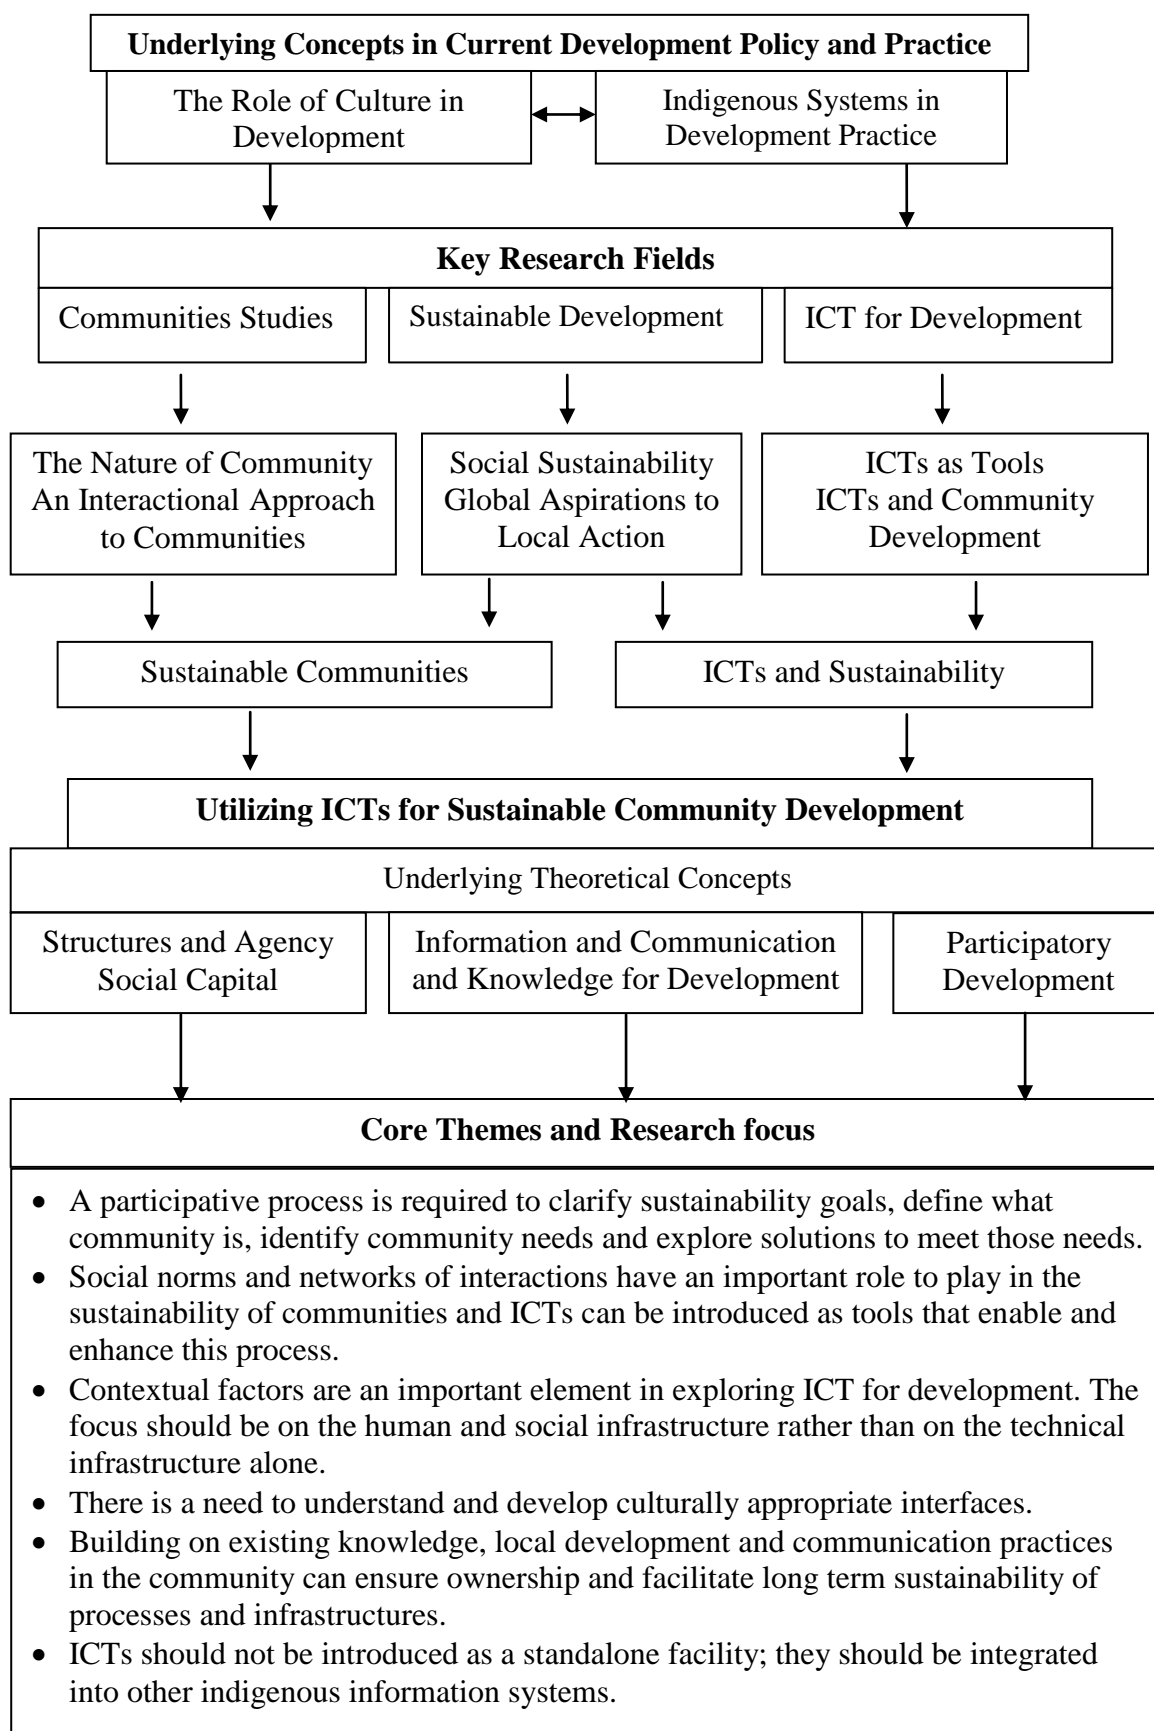 Underlying Concepts in Current Development Policy and Practice
The Role of Culture in
Development
Indigenous Systems in
Development Practice
Key Research Fields
Communities Studies
Sustainable Development
ICT for Development
The Nature of Community
An Interactional Approach
to Communities
Social Sustainability
Global Aspirations to
Local Action
ICTs as Tools
ICTs and Community
Development
Sustainable Communities
ICTs and Sustainability
Utilizing ICTs for Sustainable Community Development
Underlying Theoretical Concepts
Structures and Agency
Social Capital
Information and Communication
and Knowledge for Development
Participatory
Development
Core Themes and Research focus
• A participative process is required to clarify sustainability goals, define what
community is, identify community needs and explore solutions to meet those needs.
• Social norms and networks of interactions have an important role to play in the
sustainability of communities and ICTs can be introduced as tools that enable and
enhance this process.
• Contextual factors are an important element in exploring ICT for development. The
focus should be on the human and social infrastructure rather than on the technical
infrastructure alone.
• There is a need to understand and develop culturally appropriate interfaces.
• Building on existing knowledge, local development and communication practices
in the community can ensure ownership and facilitate long term sustainability of
processes and infrastructures.
• ICTs should not be introduced as a standalone facility; they should be integrated
into other indigenous information systems.